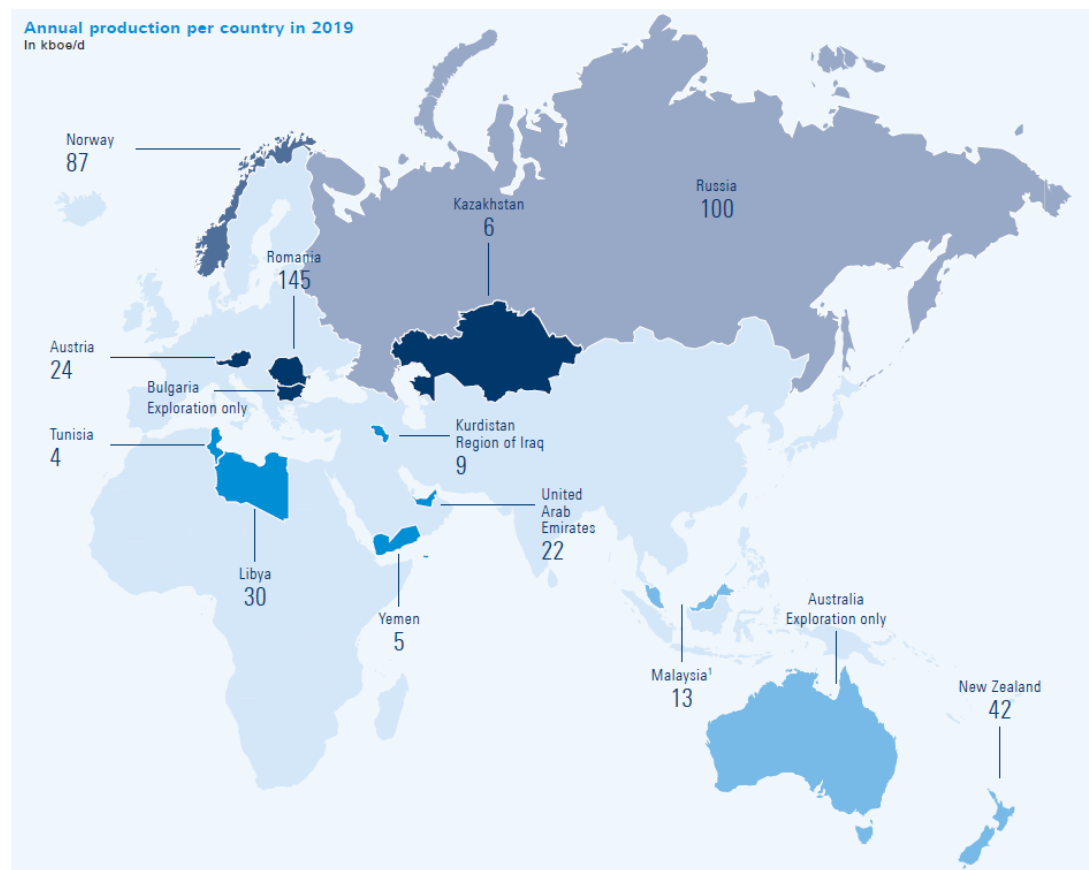 Annual production per country in 2019
In kboe/d
Norway
87
Russia
100
Kazakhstan
6
Romania
145
Austria
24
Bulgaria
Exploration only
Tunisia
4
Kurdistan
Region of Iraq
9
United
Arab
Emirates
22
Libya
30
Yemen
5
Australia
Exploration only
Malaysia¹
13
New Zealand
42